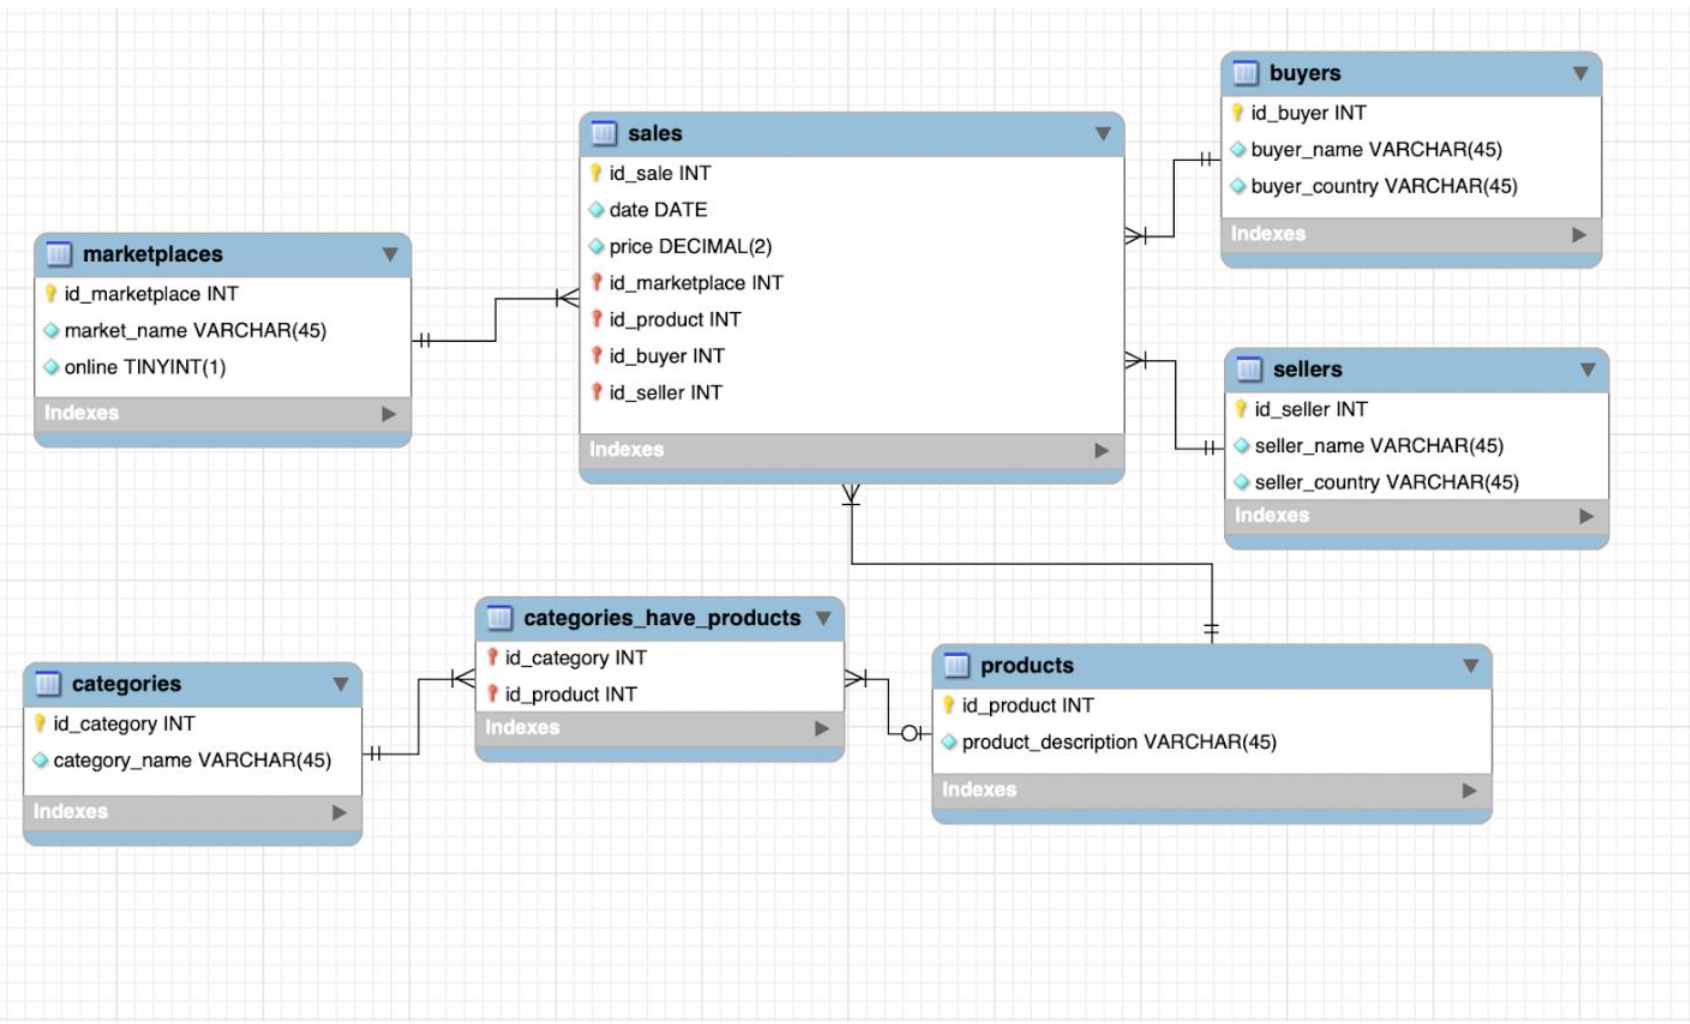 buyers
id_buyer INT
buyer_name VARCHAR(45)
buyer_country VARCHAR(45)
Indexes
sales
id_sale INT
date DATE
price DECIMAL(2)
id_marketplace INT
id_product INT
id_buyer INT
id_seller INT
Indexes
marketplaces
id_marketplace INT
market_name VARCHAR(45)
online TINYINT(1)
Indexes
sellers
id_seller INT
seller_name VARCHAR(45)
seller_country VARCHAR(45)
Indexes
categories_have_products
id_category INT
id_product INT
Indexes
categories
id_category INT
category_name VARCHAR(45)
Indexes
products
id_product INT
product_description VARCHAR(45)
Indexes